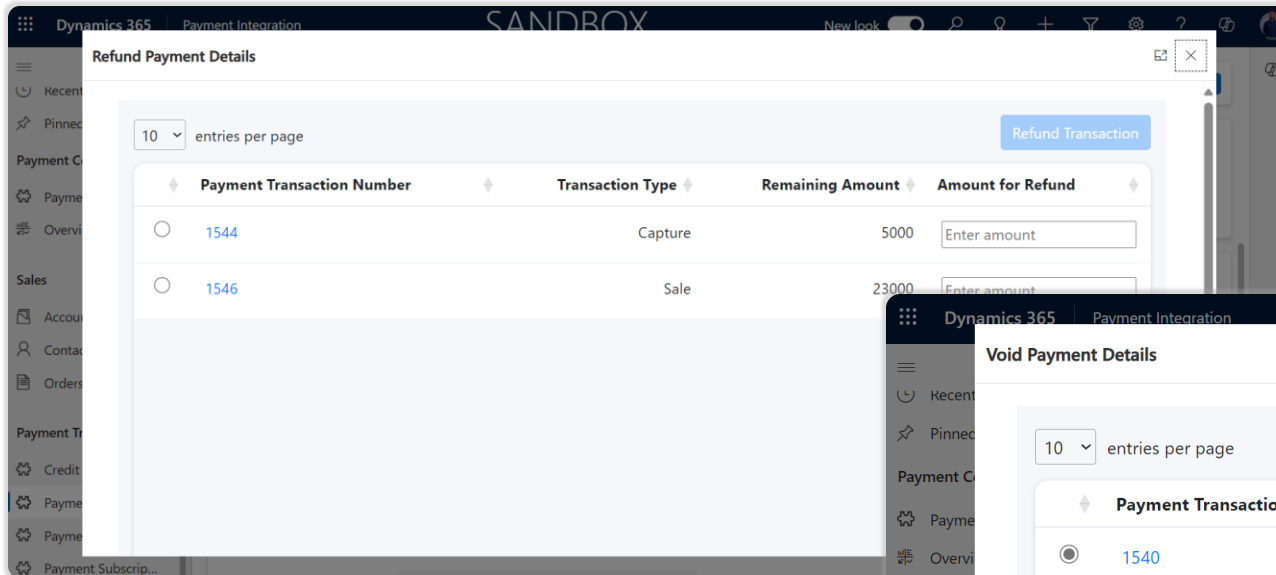 Dynamics 365 Payment Integration SANDBOX New look
Refund Payment Details
Recent
Pinned
Payment C
Payme
Overvi
Sales
Accou
Contac
Orders
Payment Tr
Credit
Payme
Payme
Payment Subscrip...
10 entries per page Refund Transaction
Payment Transaction Number Transaction Type Remaining Amount Amount for Refund
1544 Capture 5000 Enter amount
1546 Sale 23000 Enter amount
Dynamics 365 Payment Integration
Void Payment Details
Recent
Pinned
Payment C
Payme
Overvi
10 entries per page
Payment Transactio
1540